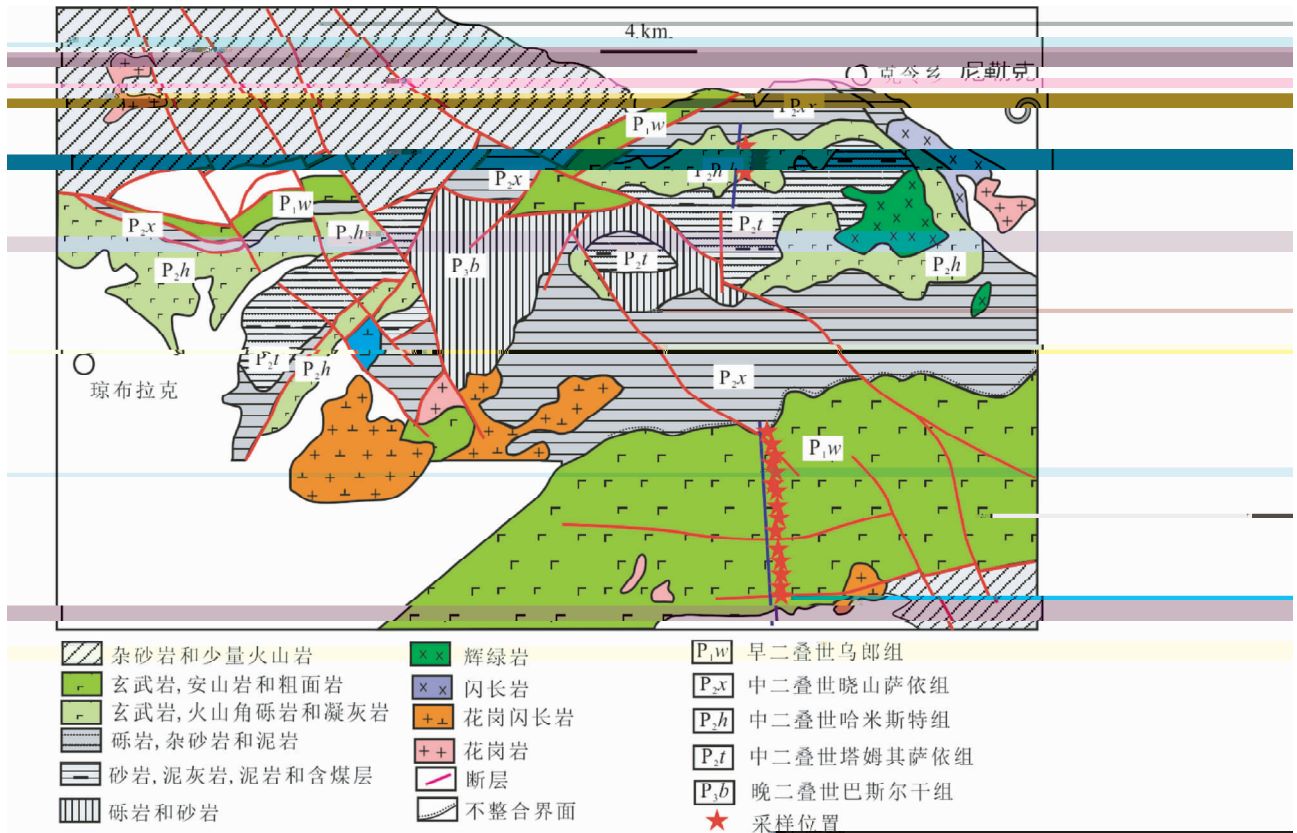 4 km
克令乡 尼勒克
P₂x
P₁w
P₂h
P₂x
P₁w
P₂t
P₂x
P₂h
P₂t
P₂h
P₂h
P₃b
P₂t
P₂h
P₂x
琼布拉克
P₁w
杂砂岩和少量火山岩
玄武岩,安山岩和粗面岩
玄武岩,火山角砾岩和凝灰岩
砾岩,杂砂岩和泥岩
砂岩,泥灰岩,泥岩和含煤层
砾岩和砂岩
辉绿岩
闪长岩
花岗闪长岩
花岗岩
断层
不整合界面
P₁w 早二叠世乌郎组
P₂x 中二叠世晓山萨依组
P₂h 中二叠世哈米斯特组
P₂t 中二叠世塔姆其萨依组
P₃b 晚二叠世巴斯尔干组
采样位置